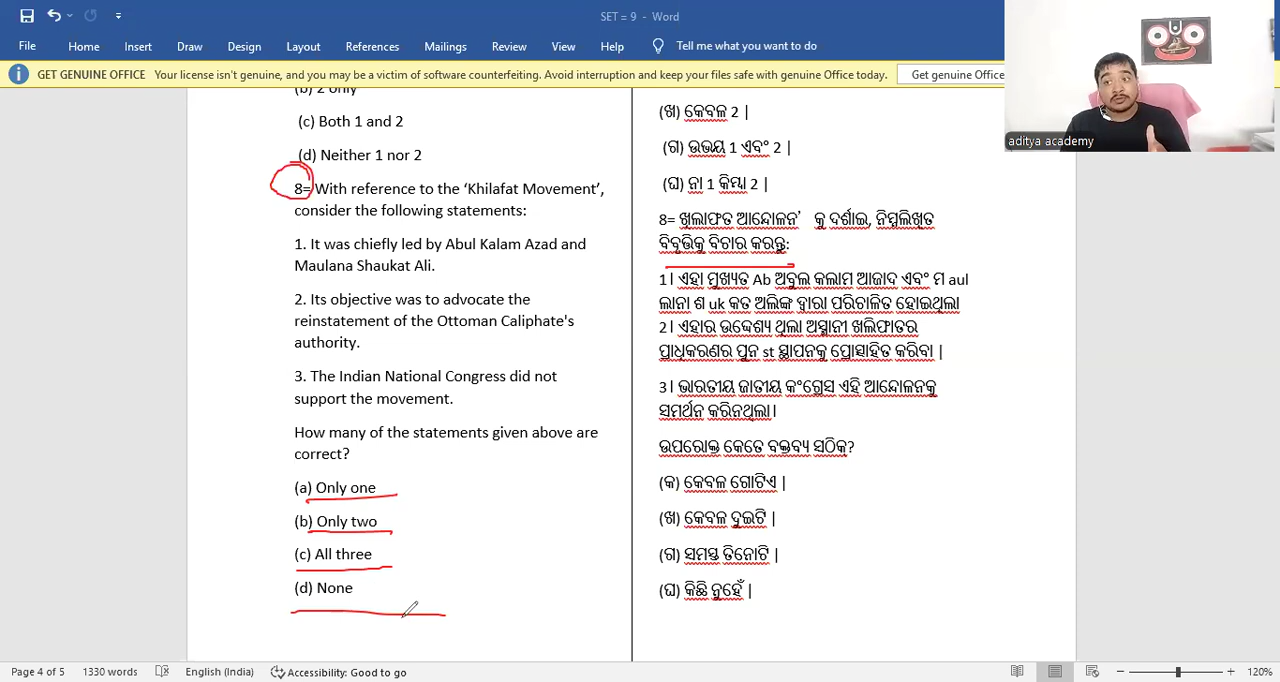 SET = 9 - Word
File Home Insert Draw Design Layout References Mailings Review View Help Tell me what you want to do
GET GENUINE OFFICE Your license isn't genuine, and you may be a victim of software counterfeiting. Avoid interruption and keep your files safe with genuine Office today. Get genuine Office
aditya academy
(b) 2 only
(c) Both 1 and 2
(d) Neither 1 nor 2
8= With reference to the ‘Khilafat Movement’,
consider the following statements:
1. It was chiefly led by Abul Kalam Azad and
Maulana Shaukat Ali.
2. Its objective was to advocate the
reinstatement of the Ottoman Caliphate's
authority.
3. The Indian National Congress did not
support the movement.
How many of the statements given above are
correct?
(a) Only one
(b) Only two
(c) All three
(d) None
(ଖ) କେବଳ 2 |
(ଗ) ଉଭୟ 1 ଏବଂ 2 |
(ଘ) ନା 1 କିମ୍ବା 2 |
8= ଖିଲାଫତ ଆନ୍ଦୋଳନ’ କୁ ଦର୍ଶାଇ, ନିମ୍ନଲିଖିତ
ବିବୃତ୍ତିକୁ ବିଚାର କରନ୍ତୁ:
1। ଏହା ମୁଖ୍ୟତ Ab ଅବୁଲ କଲାମ ଆଜାଦ ଏବଂ ମ aul
ଲାନା ଶ uk କତ ଅଲିଙ୍କ ଦ୍ୱାରା ପରିଚାଳିତ ହୋଇଥିଲା
2। ଏହାର ଉଦ୍ଦେଶ୍ୟ ଥିଲା ଅସ୍ମାନୀ ଖଲିଫାତର
ପ୍ରାଧିକରଣର ପୁନ st ସ୍ଥାପନକୁ ପ୍ରୋତ୍ସାହିତ କରିବା |
3। ଭାରତୀୟ ଜାତୀୟ କଂଗ୍ରେସ ଏହି ଆନ୍ଦୋଳନକୁ
ସମର୍ଥନ କରିନଥିଲା।
ଉପରୋକ୍ତ କେତେ ବକ୍ତବ୍ୟ ସଠିକ୍?
(କ) କେବଳ ଗୋଟିଏ |
(ଖ) କେବଳ ଦୁଇଟି |
(ଗ) ସମସ୍ତ ତିନୋଟି |
(ଘ) କିଛି ନୁହେଁ |
Page 4 of 5 1330 words English (India) Accessibility: Good to go 120%